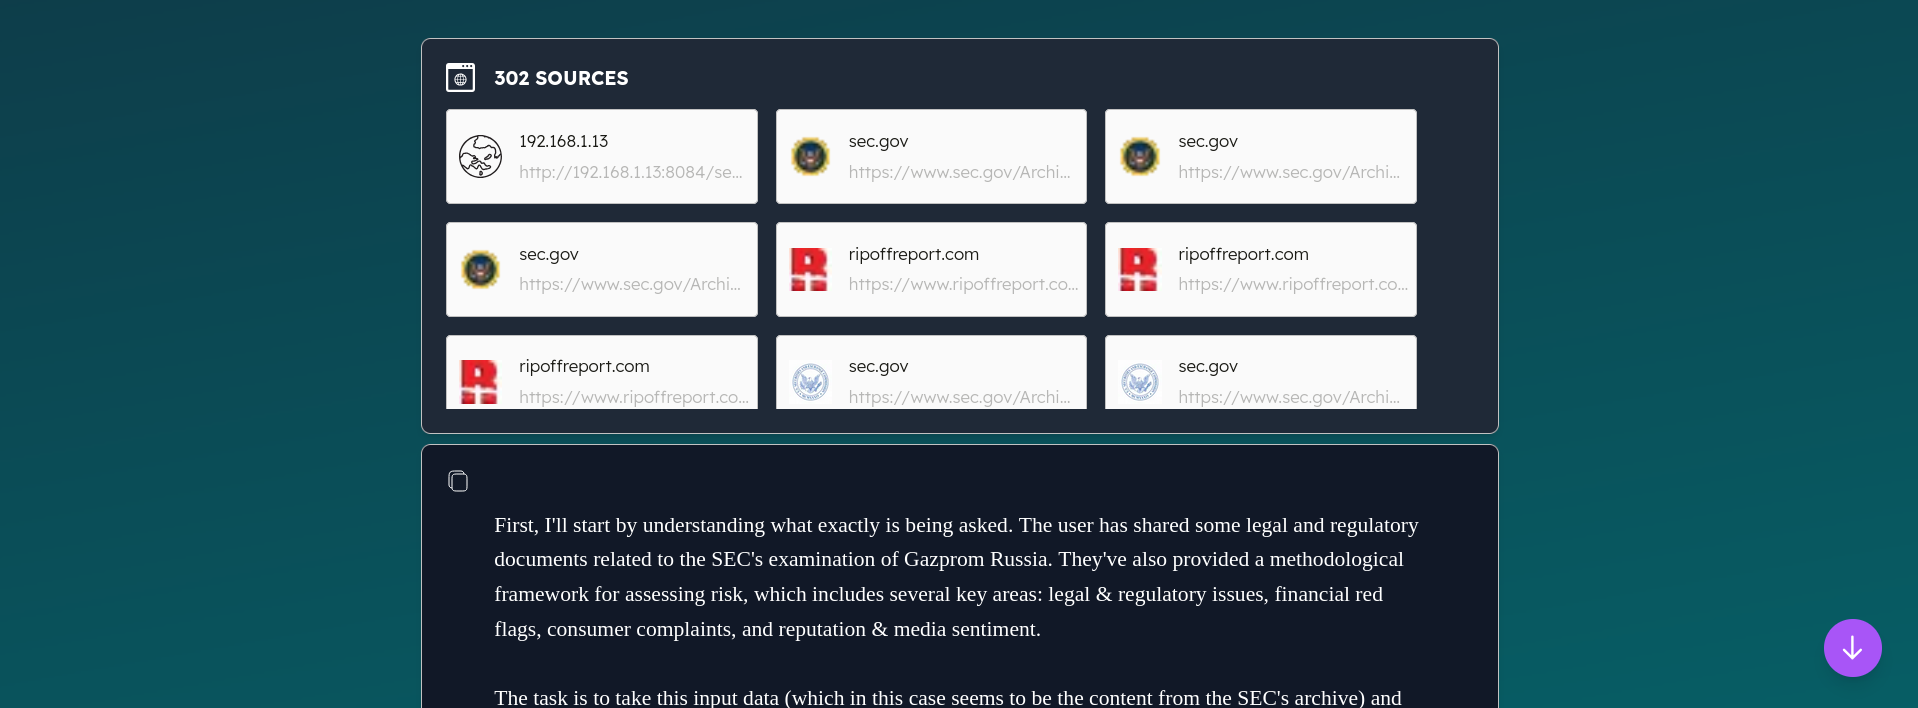 302 SOURCES
192.168.1.13
http://192.168.1.13:8084/se...
sec.gov
https://www.sec.gov/Archi...
sec.gov
https://www.sec.gov/Archi...
sec.gov
https://www.sec.gov/Archi...
ripoffreport.com
https://www.ripoffreport.co...
ripoffreport.com
https://www.ripoffreport.co...
ripoffreport.com
https://www.ripoffreport.co...
sec.gov
https://www.sec.gov/Archi...
sec.gov
https://www.sec.gov/Archi...
First, I'll start by understanding what exactly is being asked. The user has shared some legal and regulatory
documents related to the SEC's examination of Gazprom Russia. They've also provided a methodological
framework for assessing risk, which includes several key areas: legal & regulatory issues, financial red
flags, consumer complaints, and reputation & media sentiment.
The task is to take this input data (which in this case seems to be the content from the SEC's archive) and